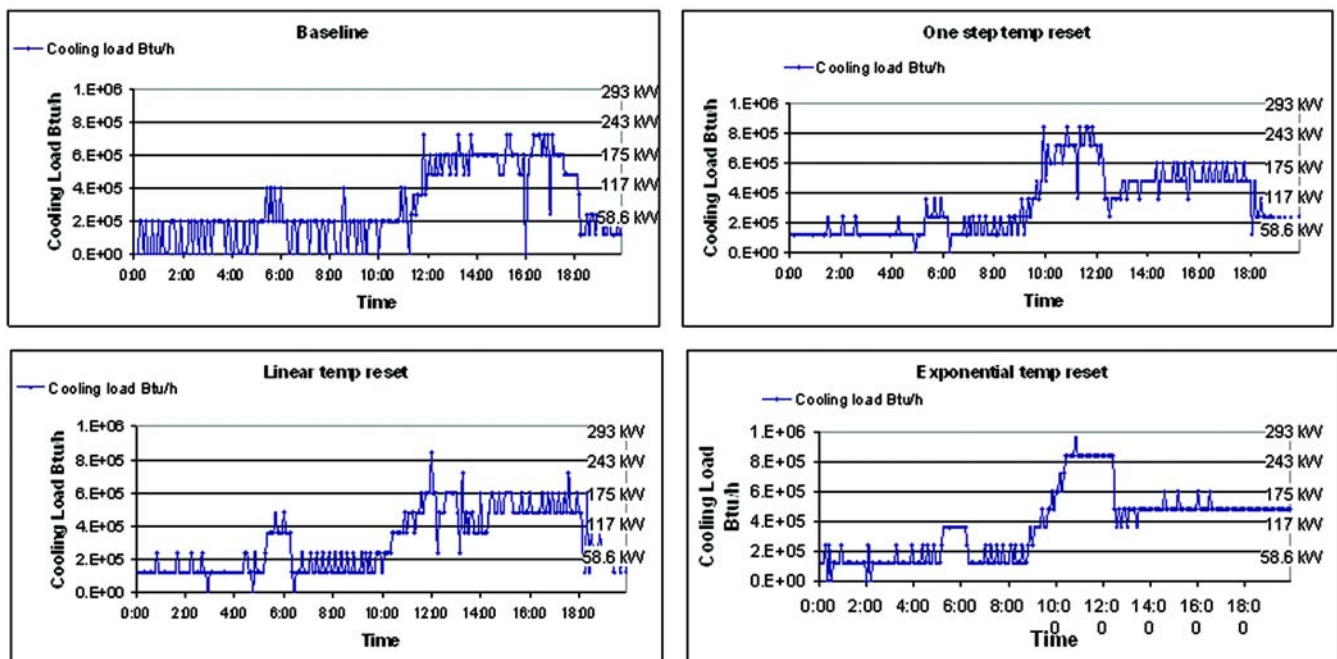 Baseline
Cooling load Btu/h
Cooling Load Btu/h
1.E+06
8.E+05
6.E+05
4.E+05
2.E+05
0.E+00
293 kW
243 kW
175 kW
117 kW
58.6 kW
0:00 2:00 4:00 6:00 8:00 10:00 12:00 14:00 16:00 18:00
Time
One step temp reset
Cooling load Btu/h
Cooling Load Btu/h
1.E+06
8.E+05
6.E+05
4.E+05
2.E+05
0.E+00
293 kW
243 kW
175 kW
117 kW
58.6 kW
0:00 2:00 4:00 6:00 8:00 10:00 12:00 14:00 16:00 18:00
Time
Linear temp reset
Cooling load Btu/h
Cooling Load Btu/h
1.E+06
8.E+05
6.E+05
4.E+05
2.E+05
0.E+00
293 kW
243 kW
175 kW
117 kW
58.6 kW
0:00 2:00 4:00 6:00 8:00 10:00 12:00 14:00 16:00 18:00
Time
Exponential temp reset
Cooling load Btu/h
Cooling Load
Btu/h
1.E+06
8.E+05
6.E+05
4.E+05
2.E+05
0.E+00
293 kW
243 kW
175 kW
117 kW
58.6 kW
0:00 2:00 4:00 6:00 8:00 10:0 12:0 14:0 16:0 18:0
0 0 0 0 0
Time